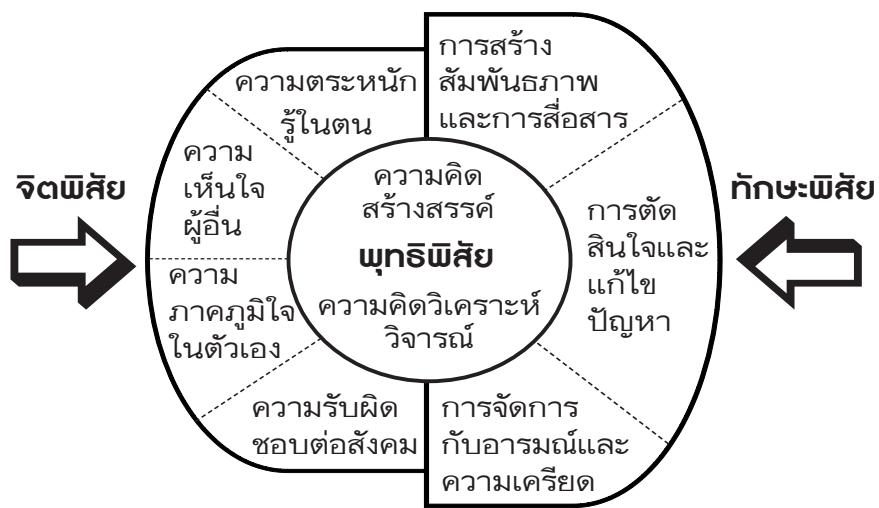 ความตระหนัก
รู้ในตน
การสร้าง
สัมพันธภาพ
และการสื่อสาร
จิตพิสัย
ความ
เห็นใจ
ผู้อื่น
ความคิด
สร้างสรรค์
พุทธิพิสัย
ความคิดวิเคราะห์
วิจารณ์
การตัด
สินใจและ
แก้ไข
ปัญหา
ทักษะพิสัย
ความ
ภาคภูมิใจ
ในตัวเอง
ความรับผิด
ชอบต่อสังคม
การจัดการ
กับอารมณ์และ
ความเครียด